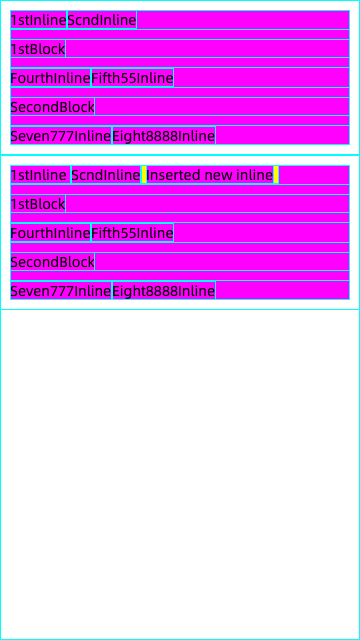 1stInlineScndInline
1stBlock
FourthInlineFifth55Inline
SecondBlock
Seven777InlineEight8888Inline
1stInline ScndInline Inserted new inline
1stBlock
FourthInlineFifth55Inline
SecondBlock
Seven777InlineEight8888Inline